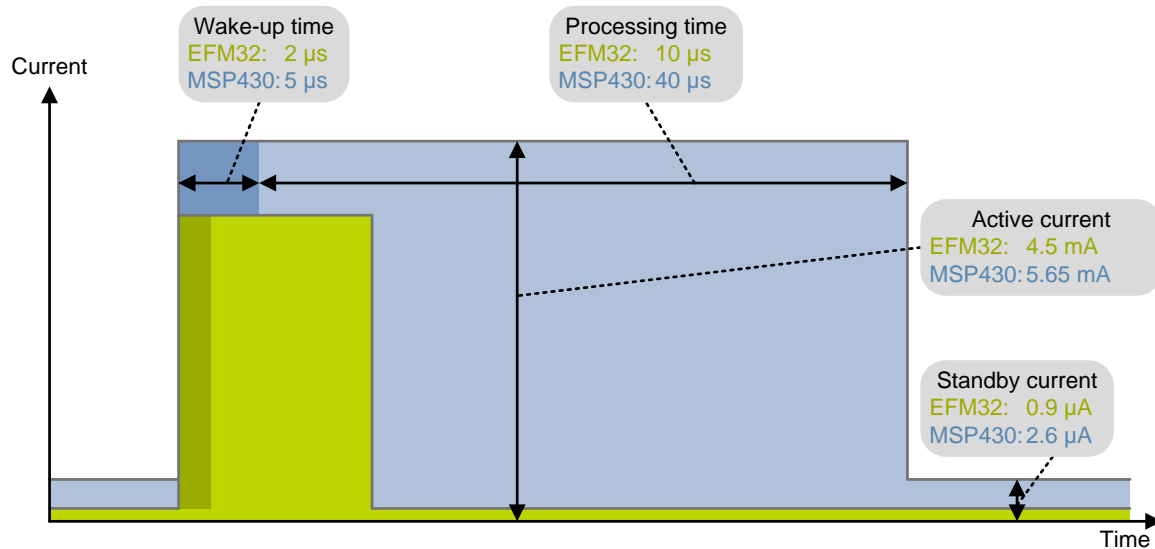 Wake-up time
EFM32: 2 µs
MSP430: 5 µs
Processing time
EFM32: 10 µs
MSP430: 40 µs
Current
Active current
EFM32: 4.5 mA
MSP430: 5.65 mA
Standby current
EFM32: 0.9 µA
MSP430: 2.6 µA
Time